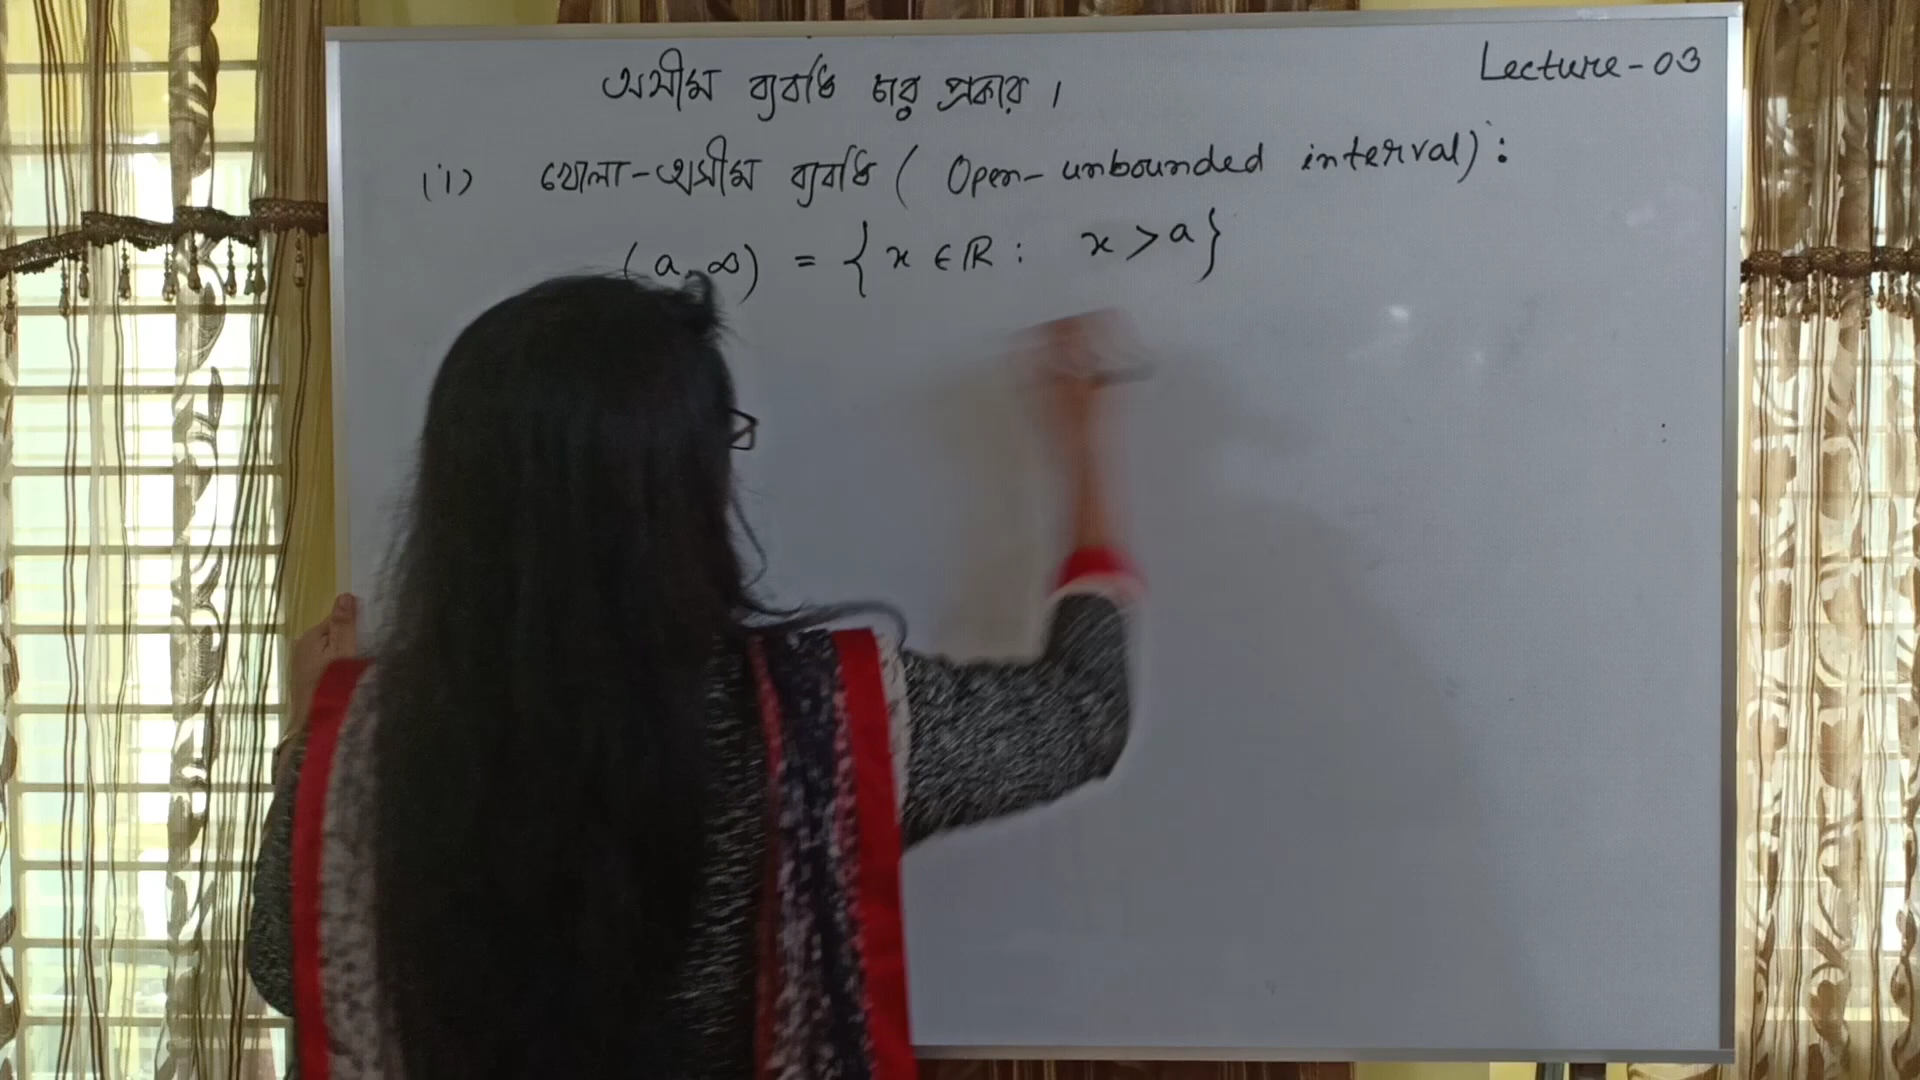 Lecture-03
অসীম ব্যবধি চার প্রকার ।
(i) খোলা-অসীম ব্যবধি ( Open-unbounded interval) :
(a, ∞) = { x ∈ ℝ : x > a }